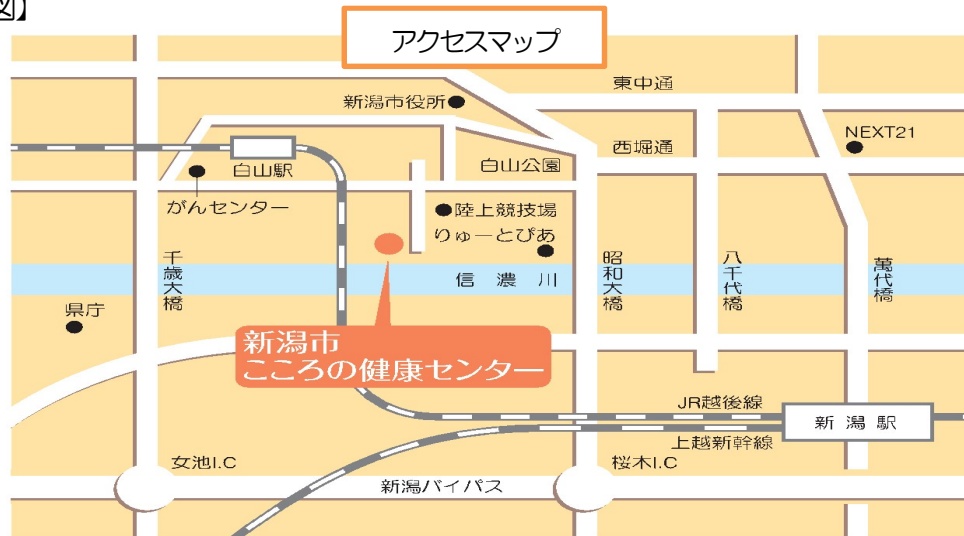 図】
アクセスマップ
東中通
新潟市役所
NEXT21
西堀通
白山公園
白山駅
がんセンター
陸上競技場
りゅーとぴあ
千歳大橋
信濃川
昭和大橋
八千代橋
萬代橋
県庁
新潟市
こころの健康センター
JR越後線
新潟駅
上越新幹線
女池I.C
桜木I.C
新潟バイパス